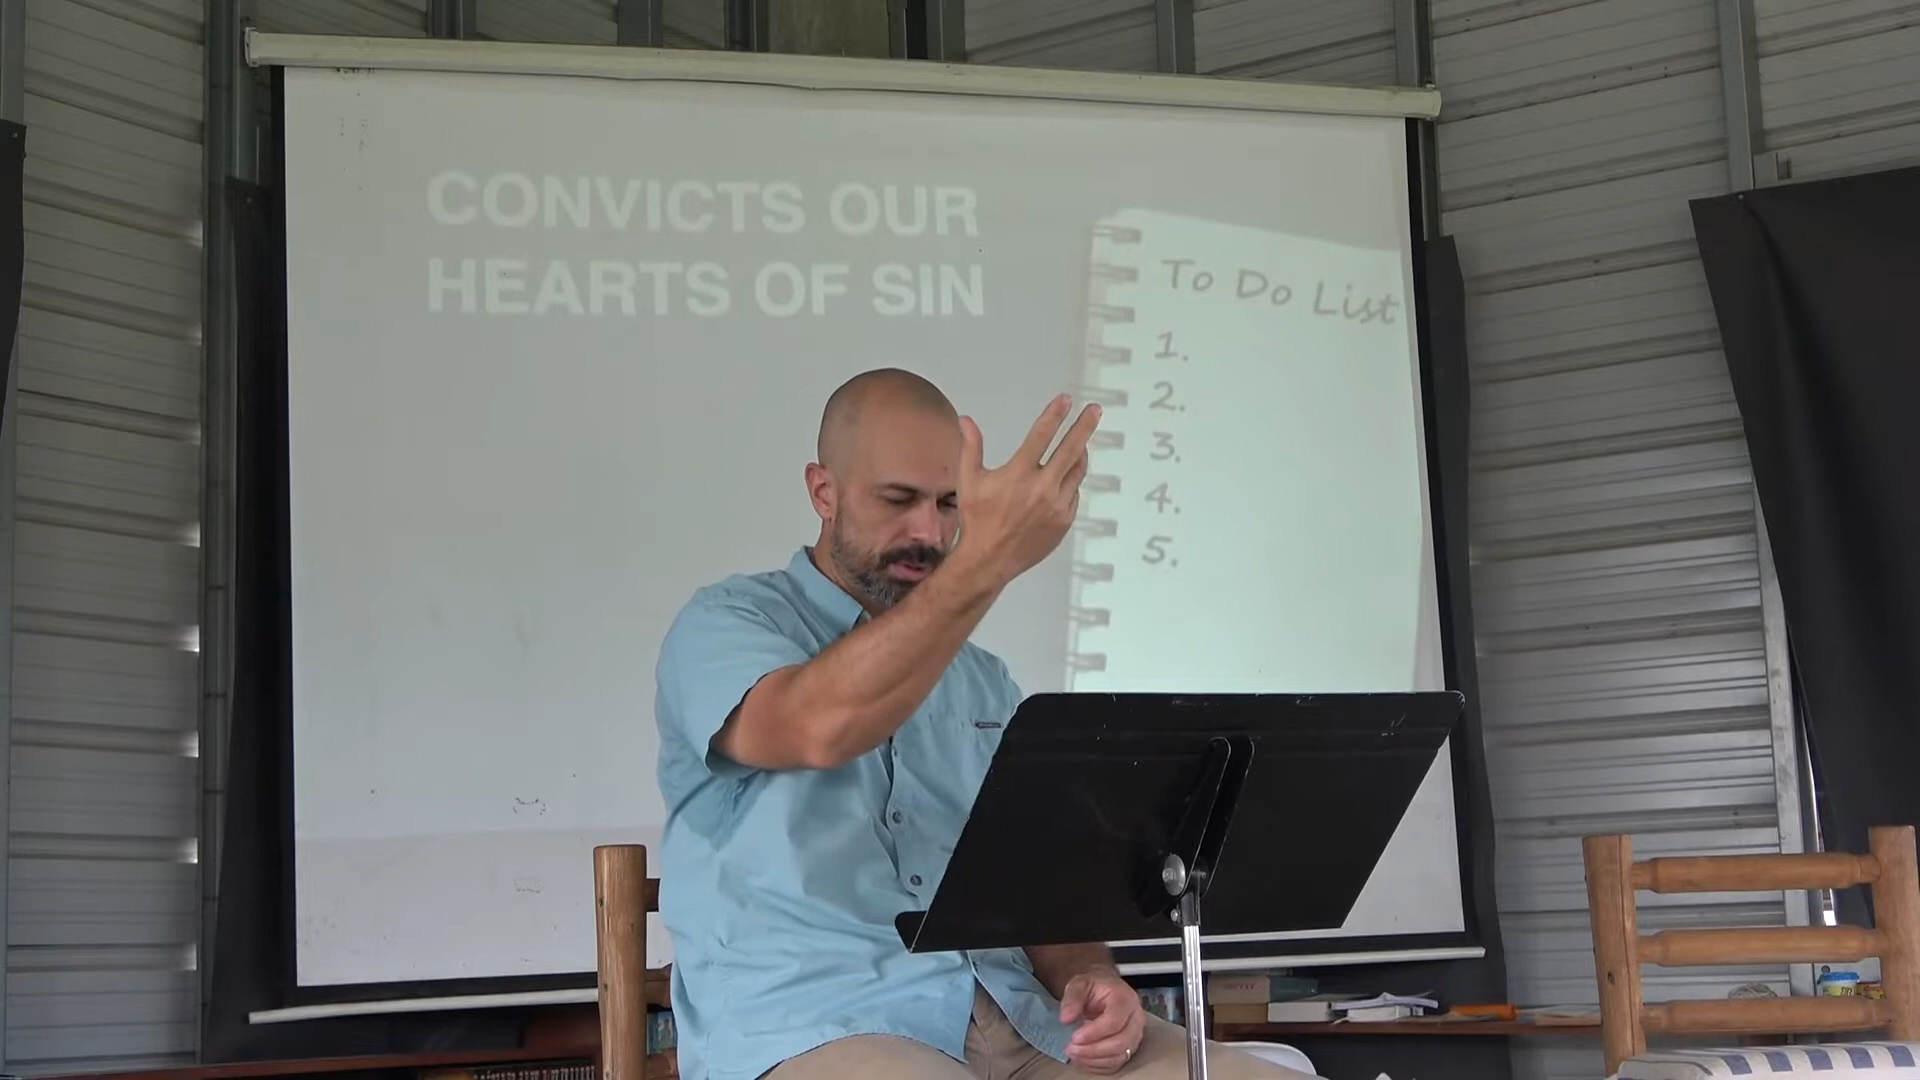 CONVICTS OUR
HEARTS OF SIN
To Do List
1.
2.
3.
4.
5.